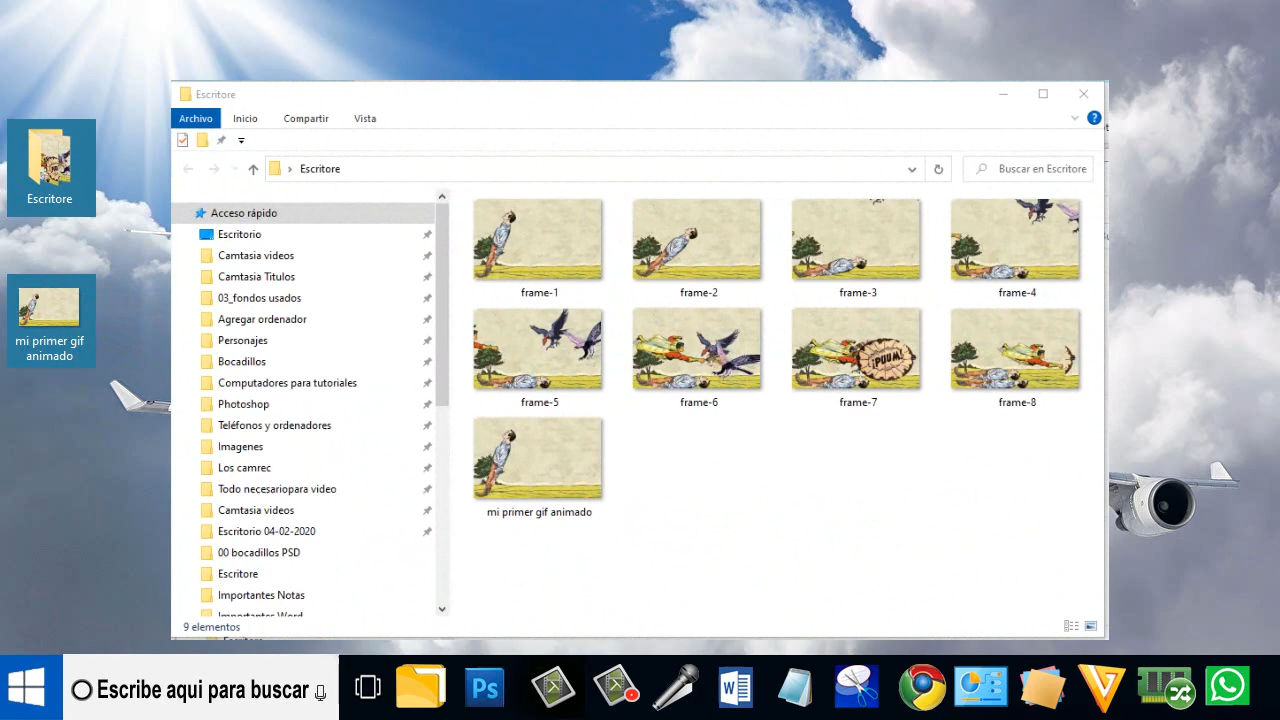 Escritore
Archivo
Inicio
Compartir
Vista
?
Escritore
Buscar en Escritore
Escritore
mi primer gif
animado
Acceso rápido
Escritorio
Camtasia videos
Camtasia Titulos
03_fondos usados
Agregar ordenador
Personajes
Bocadillos
Computadores para tutoriales
Photoshop
Teléfonos y ordenadores
Imagenes
Los camrec
Todo necesariopara video
Camtasia videos
Escritorio 04-02-2020
00 bocadillos PSD
Escritore
Importantes Notas
Importantes Word
frame-1
frame-2
frame-3
frame-4
frame-5
frame-6
¡PUUM!
frame-7
frame-8
mi primer gif animado
9 elementos
Escritore
Escribe aqui para buscar
Ps
W